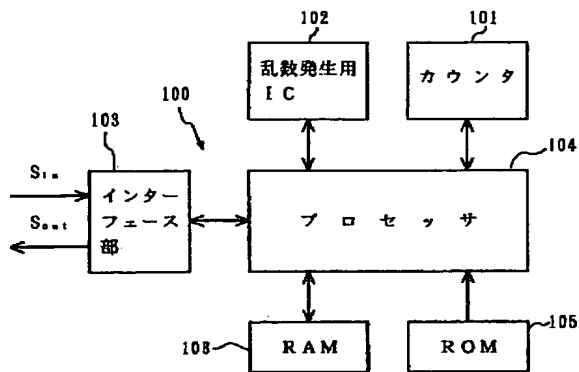 102
101
乱数発生用
IC
カウンタ
100
103
104
Sin
インター
フェース
部
Sout
プロセッサ
108
RAM
ROM
105